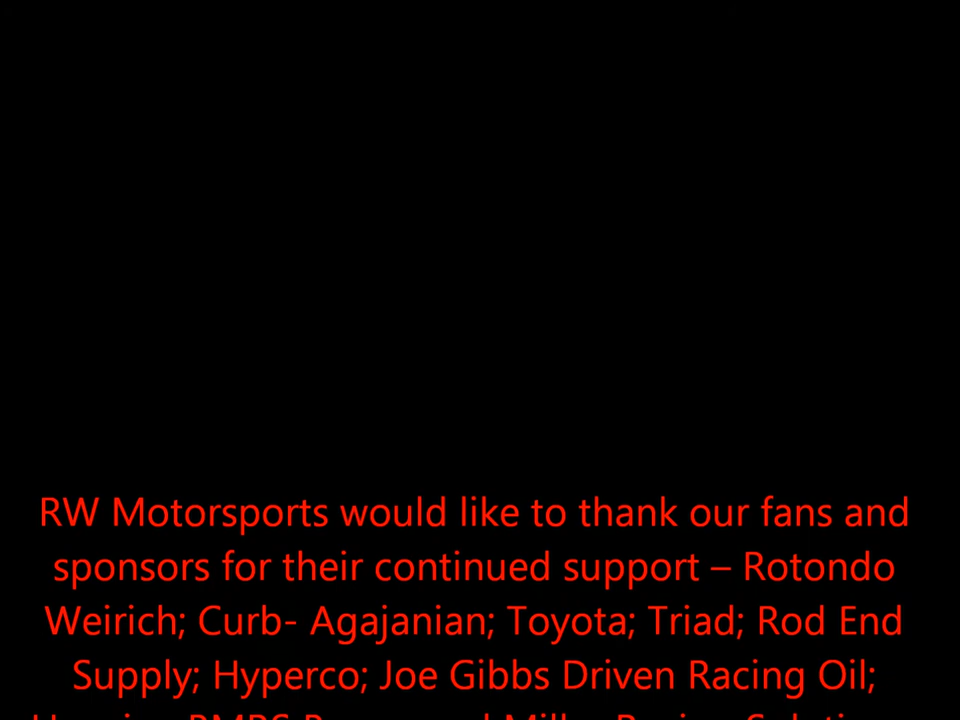 RW Motorsports would like to thank our fans and
sponsors for their continued support – Rotondo
Weirich; Curb- Agajanian; Toyota; Triad; Rod End
Supply; Hyperco; Joe Gibbs Driven Racing Oil;